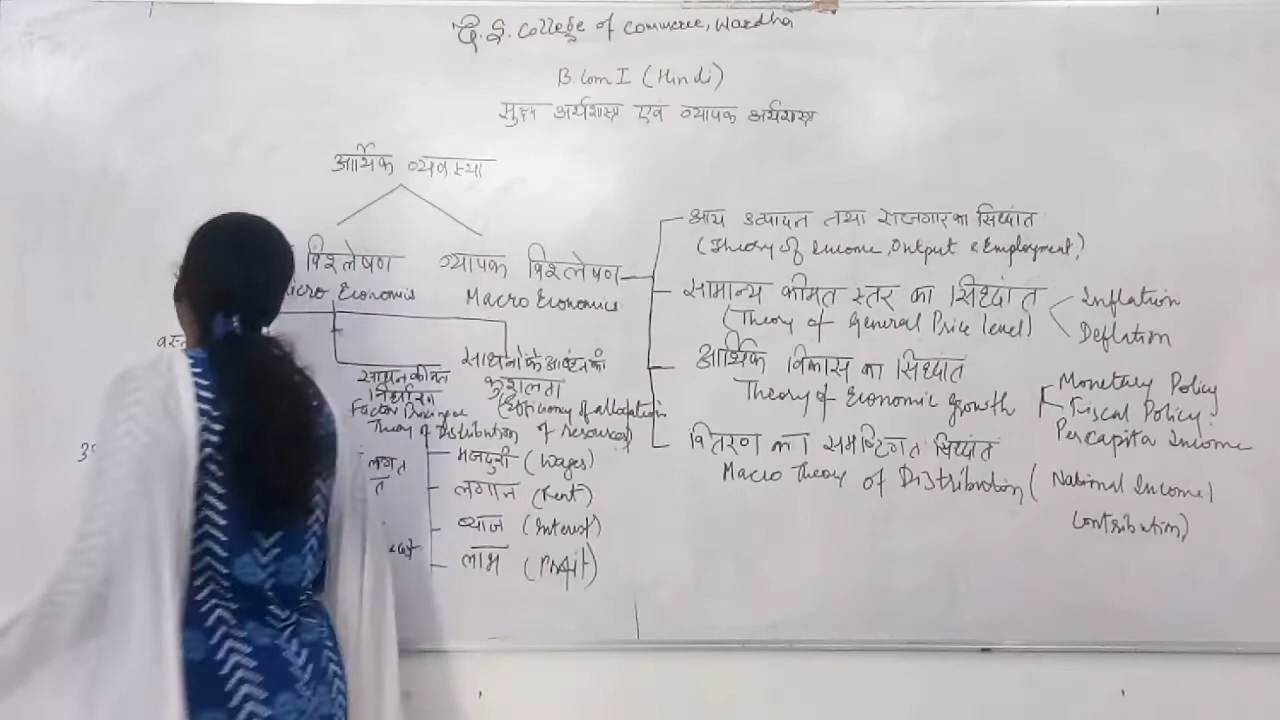 G. S. College of Commerce, Wardha
B Com I (Hindi)
सुक्ष्म अर्थशास्त्र एवं व्यापक अर्थशास्त्र
आर्थिक व्यवस्था
विश्लेषण
icro Economics
व्यापक विश्लेषण
Macro Economics
वस्त
साधन कीमत
निर्धारण
Factor
Theory of Distribution
साधनों के आवंटन की
कुशलता
(Efficiency of allocation
of resources)
लागत
त
मजदुरी (Wages)
लगान (Rent)
ब्याज (Interest)
लाभ (Profit)
आय उत्पादन तथा रोजगार का सिध्दांत
(Theory of Income, Output & Employment)
सामान्य कीमत स्तर का सिध्दांत
(Theory of General Price level)
Inflation
Deflation
आर्थिक विकास का सिध्दांत
Theory of Economic Growth
Monetary Policy
Fiscal Policy
Percapita Income
वितरण का समष्टिगत सिध्दांत
Macro Theory of Distribution (National Income)
Contribution)